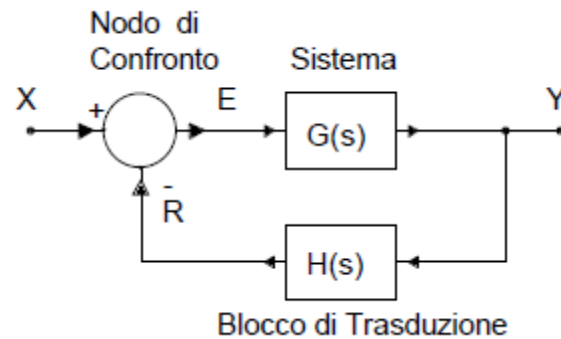 Nodo di
Confronto
Sistema
X
+
E
G(s)
Y
-
R
H(s)
Blocco di Trasduzione